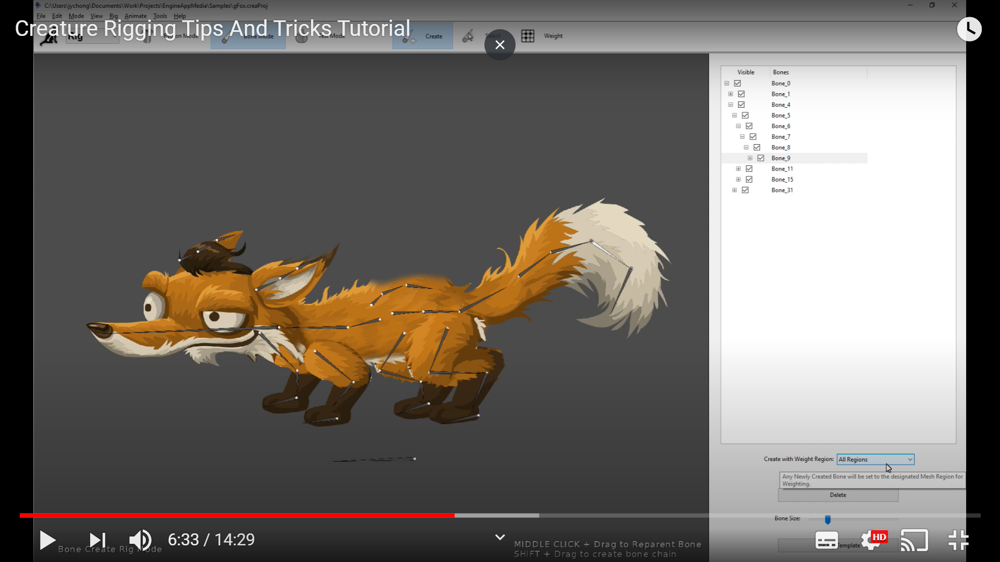 C:\Users\jychong\Documents\Work\Projects\EngineAppMedia\Samples\gFox.creaProj
File Edit Mode View Rig Animate Tools Help
Creature Rigging Tips And Tricks Tutorial
Rig Region Mode Bone Mode Test Mode Create Select Weight
Visible Bones
Bone_0
Bone_1
Bone_4
Bone_5
Bone_6
Bone_7
Bone_8
Bone_9
Bone_11
Bone_15
Bone_31
Create with Weight Region: All Regions
Any Newly Created Bone will be set to the designated Mesh Region for
Weighting.
Delete
Bone Size:
6:33 / 14:29
HD
Bone Create Rig Mode
MIDDLE CLICK + Drag to Reparent Bone
SHIFT + Drag to create bone chain
Template